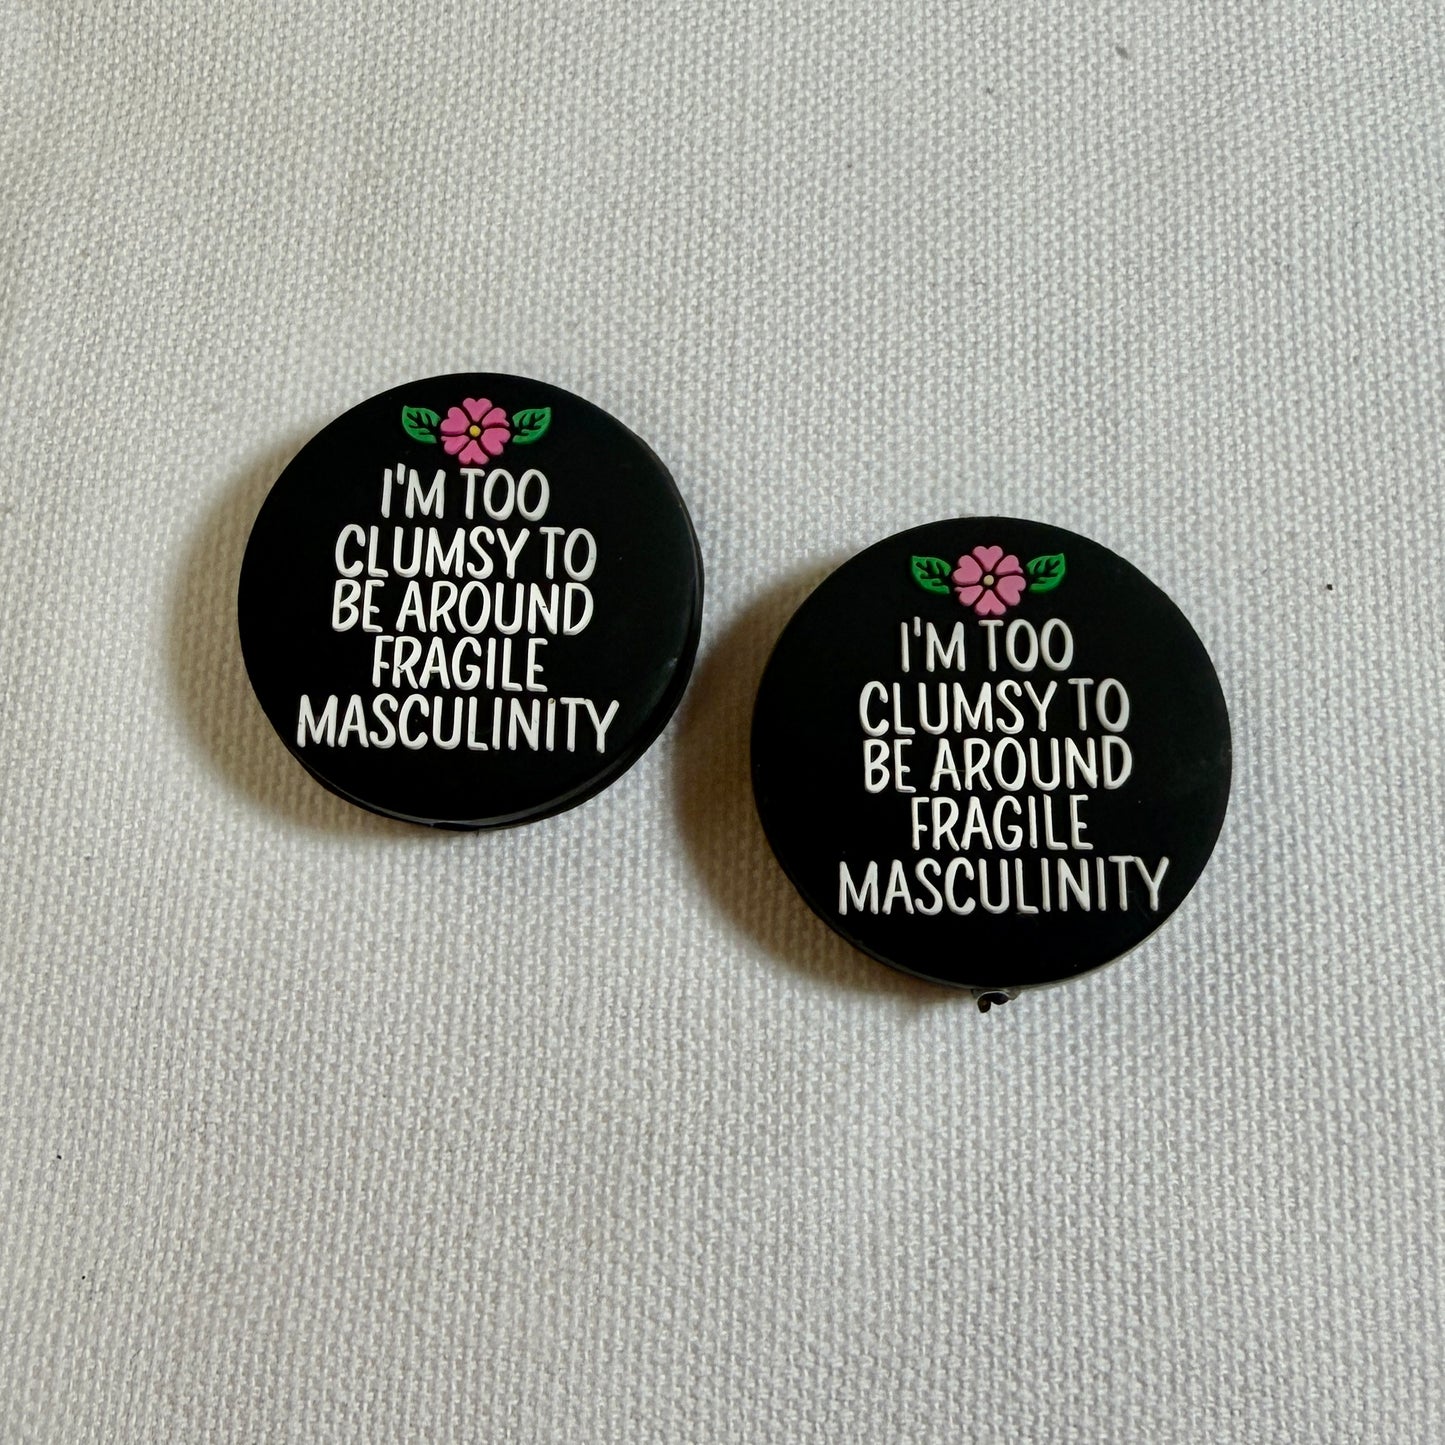 I'M TOO
CLUMSY TO
BE AROUND
FRAGILE
MASCULINITY
I'M TOO
CLUMSY TO
BE AROUND
FRAGILE
MASCULINITY